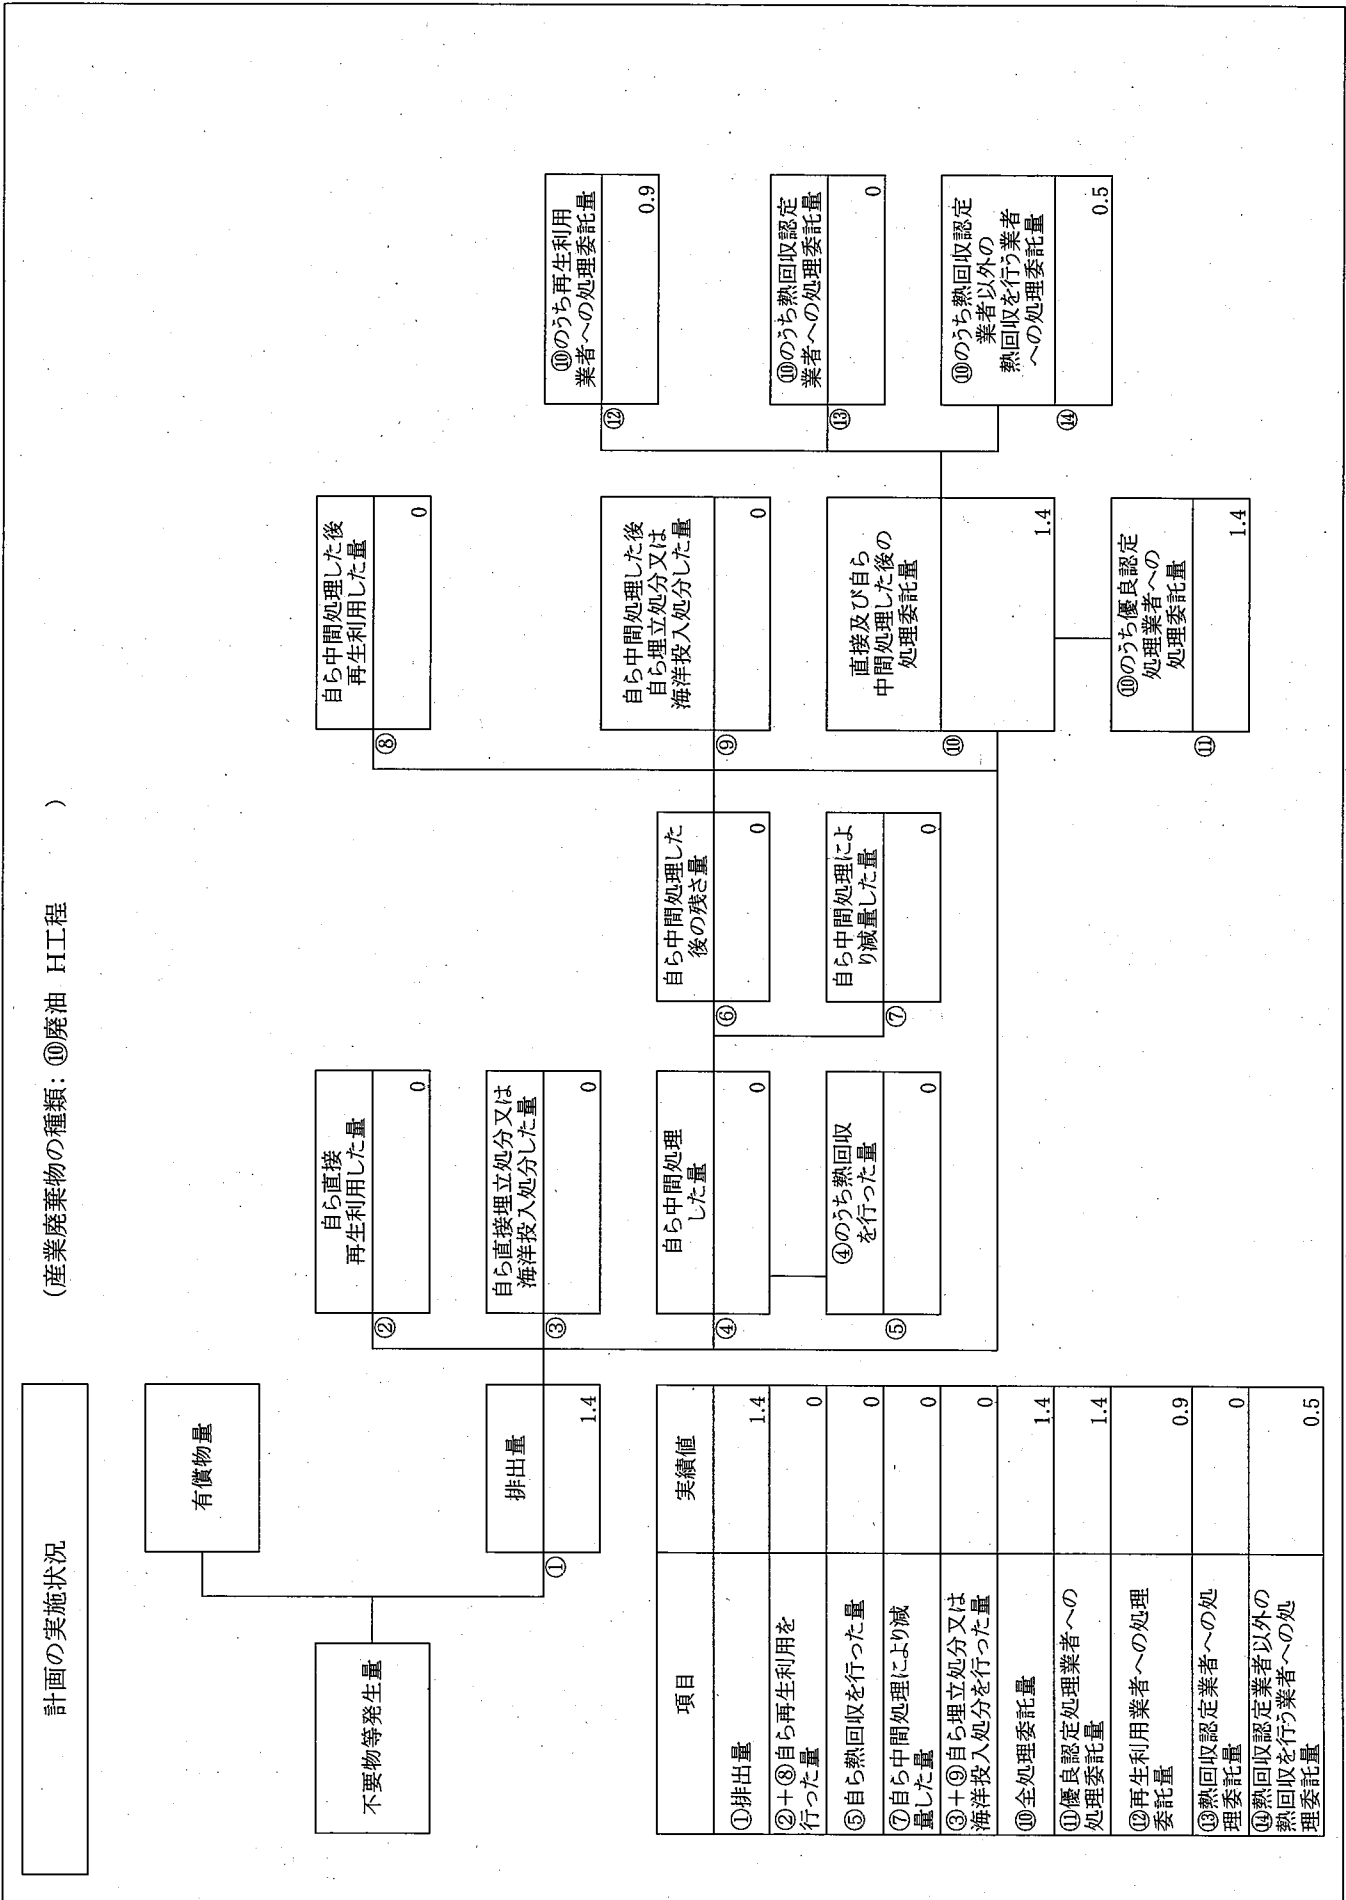 計画の実施状況
(産業廃棄物の種類: ⑩廃油 H工程 )
不要物等発生量
有償物量
①
排出量
1.4
②
自ら直接
再生利用した量
0
③
自ら直接埋立処分又は
海洋投入処分した量
0
④
自ら中間処理
した量
0
⑤
④のうち熱回収
を行った量
0
⑥
自ら中間処理した
後の残さ量
0
⑦
自ら中間処理によ
り減量した量
0
⑧
自ら中間処理した後
再生利用した量
0
⑨
自ら中間処理した後
自ら埋立処分又は
海洋投入処分した量
0
⑩
直接及び自ら
中間処理した後の
処理委託量
1.4
⑪
⑩のうち優良認定
処理業者への
処理委託量
1.4
⑫
⑩のうち再生利用
業者への処理委託量
0.9
⑬
⑩のうち熱回収認定
業者への処理委託量
0
⑭
⑩のうち熱回収認定
業者以外の
熱回収を行う業者
への処理委託量
0.5
項目 実績値
①排出量 1.4
②+⑧自ら再生利用を
行った量 0
⑤自ら熱回収を行った量 0
⑦自ら中間処理により減
量した量 0
③+⑨自ら埋立処分又は
海洋投入処分を行った量 0
⑩全処理委託量 1.4
⑪優良認定処理業者への
処理委託量 1.4
⑫再生利用業者への処理
委託量 0.9
⑬熱回収認定業者への処
理委託量 0
⑭熱回収認定業者以外の
熱回収を行う業者への処
理委託量 0.5